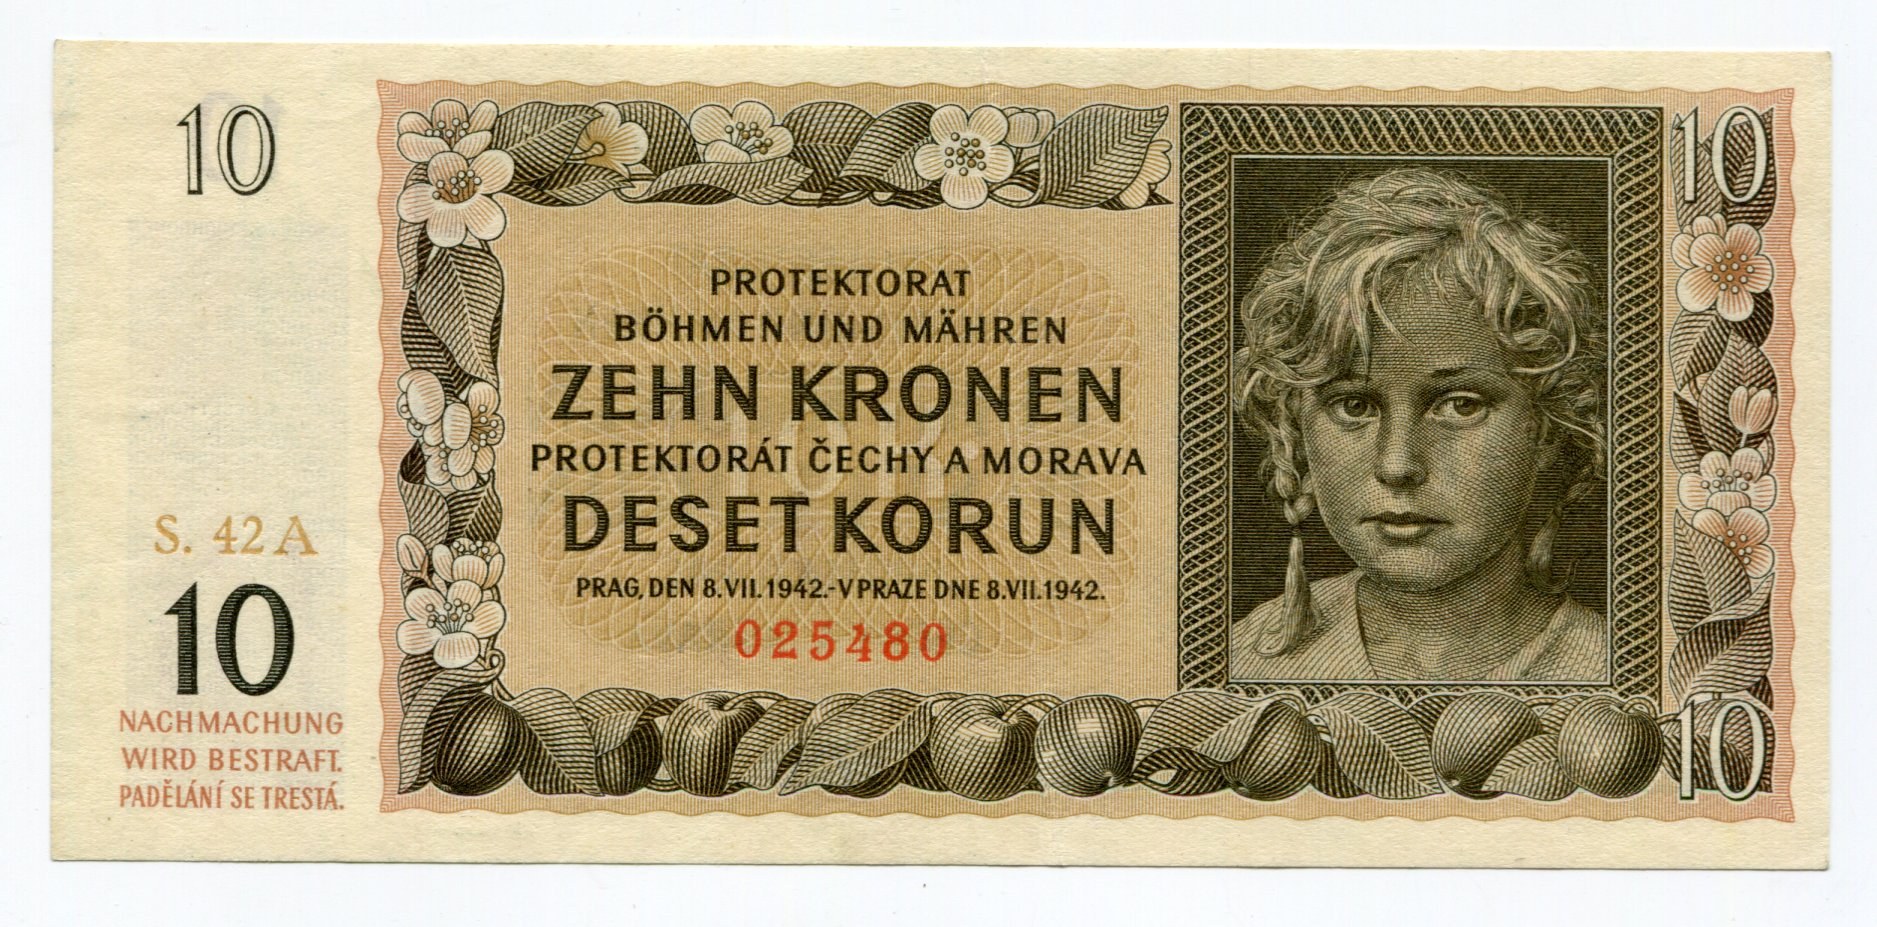 10
S. 42 A
10
NACHMACHUNG
WIRD BESTRAFT.
PADĚLÁNÍ SE TRESTÁ.
PROTEKTORAT
BÖHMEN UND MÄHREN
ZEHN KRONEN
PROTEKTORÁT ČECHY A MORAVA
DESET KORUN
PRAG, DEN 8.VII.1942.-V PRAZE DNE 8.VII.1942.
025480
10
10